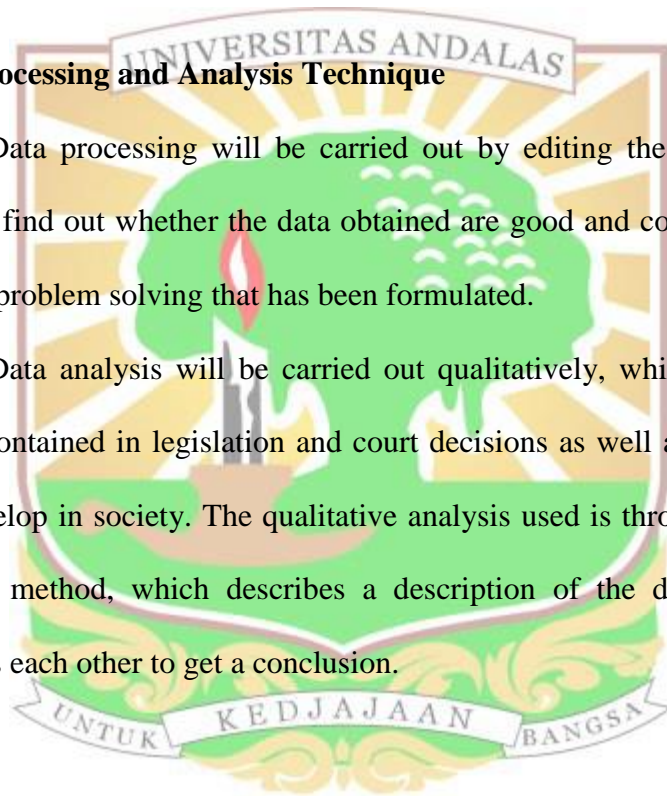 UNIVERSITAS ANDALAS
ocessing and Analysis Technique
Data processing will be carried out by editing the
find out whether the data obtained are good and co
problem solving that has been formulated.
Data analysis will be carried out qualitatively, whi
ontained in legislation and court decisions as well a
elop in society. The qualitative analysis used is thro
method, which describes a description of the d
s each other to get a conclusion.
UNTUK KEDJAJAAN BANGSA